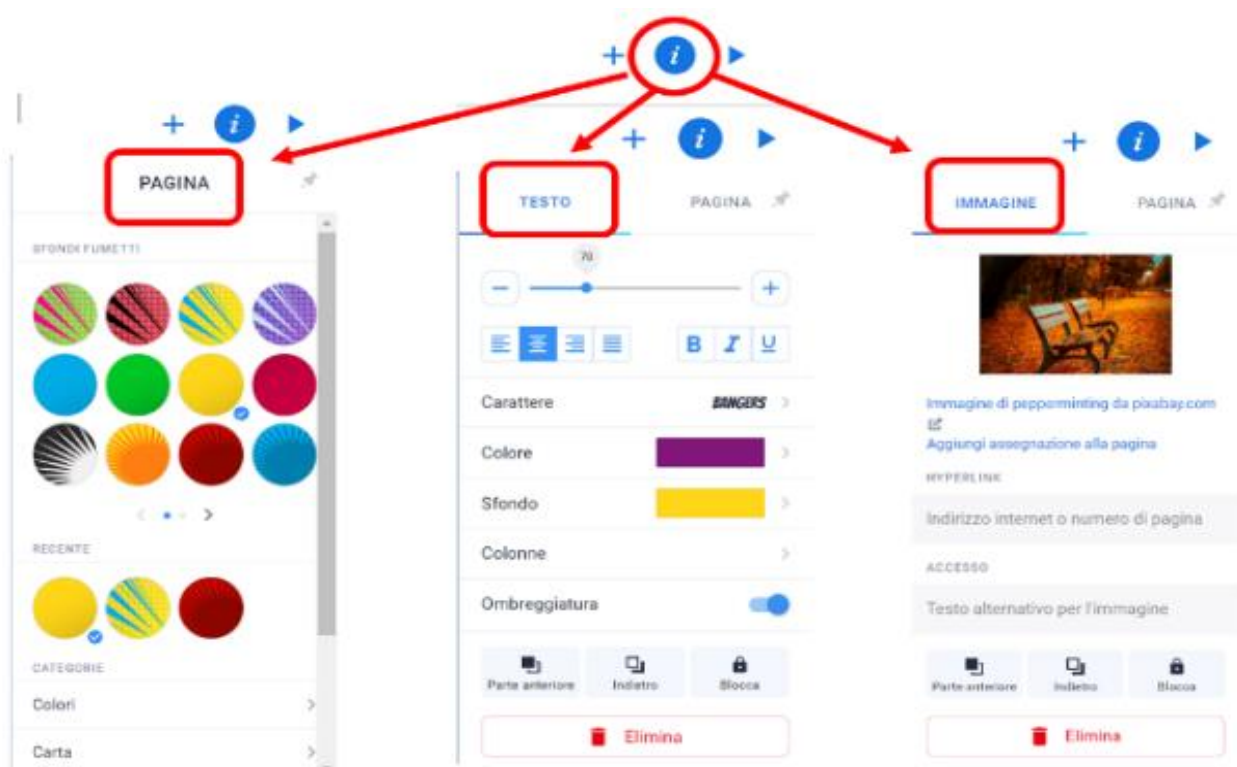 i
i
PAGINA
SFONDI FUMETTI
RECENTE
CATEGORIE
Colori
Carta
i
TESTO PAGINA
70
B I U
Carattere BANGERS
Colore
Sfondo
Colonne
Ombreggiatura
Parte anteriore Indietro Blocca
Elimina
i
IMMAGINE PAGINA
Immagine di pepperminting da pixabay.com
Aggiungi assegnazione alla pagina
HYPERLINK
Indirizzo internet o numero di pagina
ACCESSO
Testo alternativo per l'immagine
Parte anteriore Indietro Blocca
Elimina